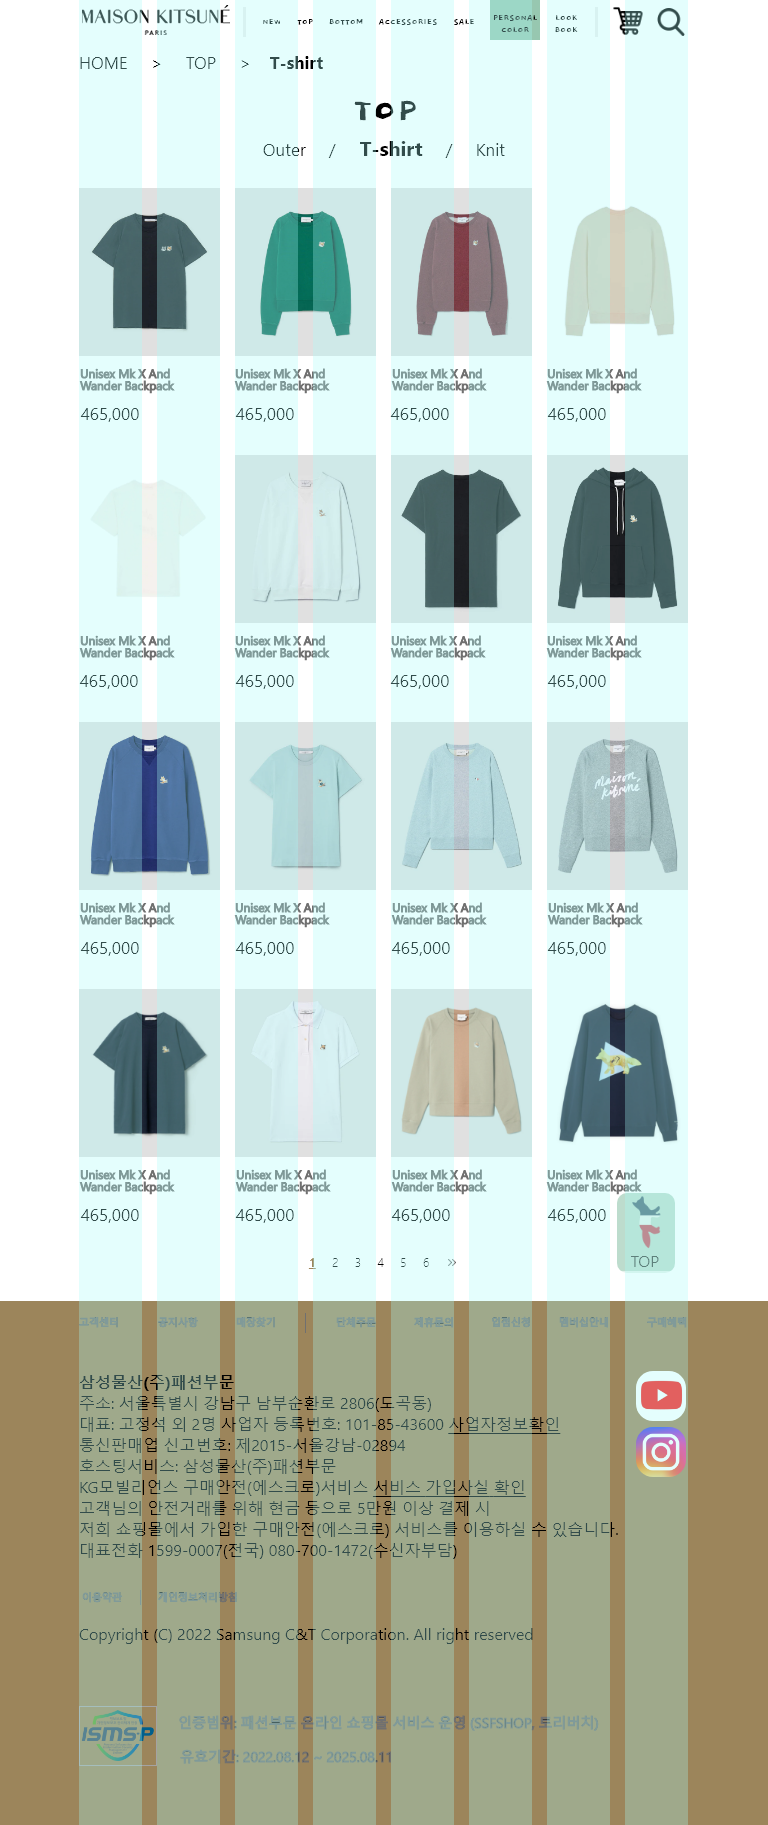 MAISON KITSUNÉ
PARIS
NEW TOP BOTTOM ACCESSORIES SALE PERSONAL COLOR LOOK BOOK
HOME > TOP > T-shirt
TOP
Outer / T-shirt / Knit
Unisex Mk X And Wander Backpack
465,000
Unisex Mk X And Wander Backpack
465,000
Unisex Mk X And Wander Backpack
465,000
Unisex Mk X And Wander Backpack
465,000
Unisex Mk X And Wander Backpack
465,000
Unisex Mk X And Wander Backpack
465,000
Unisex Mk X And Wander Backpack
465,000
Unisex Mk X And Wander Backpack
465,000
Unisex Mk X And Wander Backpack
465,000
Unisex Mk X And Wander Backpack
465,000
Unisex Mk X And Wander Backpack
465,000
Maison Kitsuné
Unisex Mk X And Wander Backpack
465,000
Unisex Mk X And Wander Backpack
465,000
Unisex Mk X And Wander Backpack
465,000
Unisex Mk X And Wander Backpack
465,000
Unisex Mk X And Wander Backpack
465,000
TOP
1 2 3 4 5 6 »
고객센터 공지사항 매장찾기 단체주문 제휴문의 입점신청 멤버십안내 구매혜택
삼성물산(주)패션부문
주소: 서울특별시 강남구 남부순환로 2806(도곡동)
대표: 고정석 외 2명 사업자 등록번호: 101-85-43600 사업자정보확인
통신판매업 신고번호: 제2015-서울강남-02894
호스팅서비스: 삼성물산(주)패션부문
KG모빌리언스 구매안전(에스크로)서비스 서비스 가입사실 확인
고객님의 안전거래를 위해 현금 등으로 5만원 이상 결제 시
저희 쇼핑몰에서 가입한 구매안전(에스크로) 서비스를 이용하실 수 있습니다.
대표전화 1599-0007(전국) 080-700-1472(수신자부담)
이용약관 개인정보처리방침
Copyright (C) 2022 Samsung C&T Corporation. All right reserved
ISMS-P
인증범위: 패션부문 온라인 쇼핑몰 서비스 운영 (SSFSHOP, 토리버치)
유효기간: 2022.08.12 ~ 2025.08.11